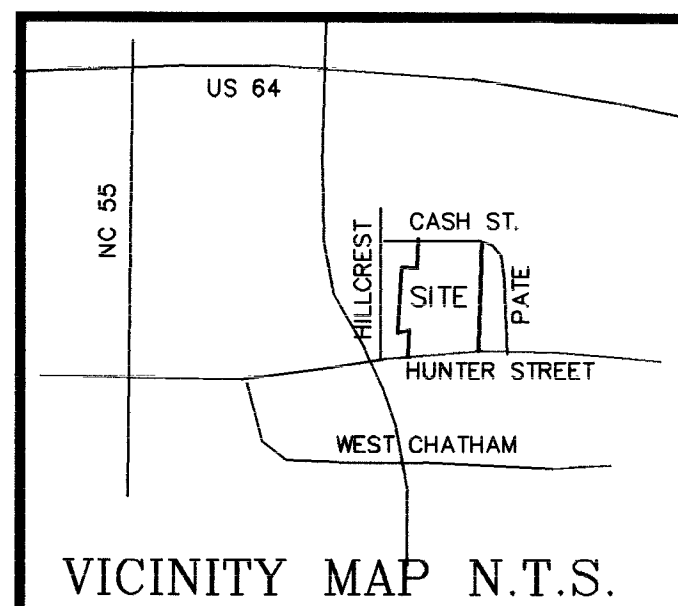 US 64
NC 55
HILLCREST
CASH ST.
SITE
PATE
HUNTER STREET
WEST CHATHAM
VICINITY MAP N.T.S.